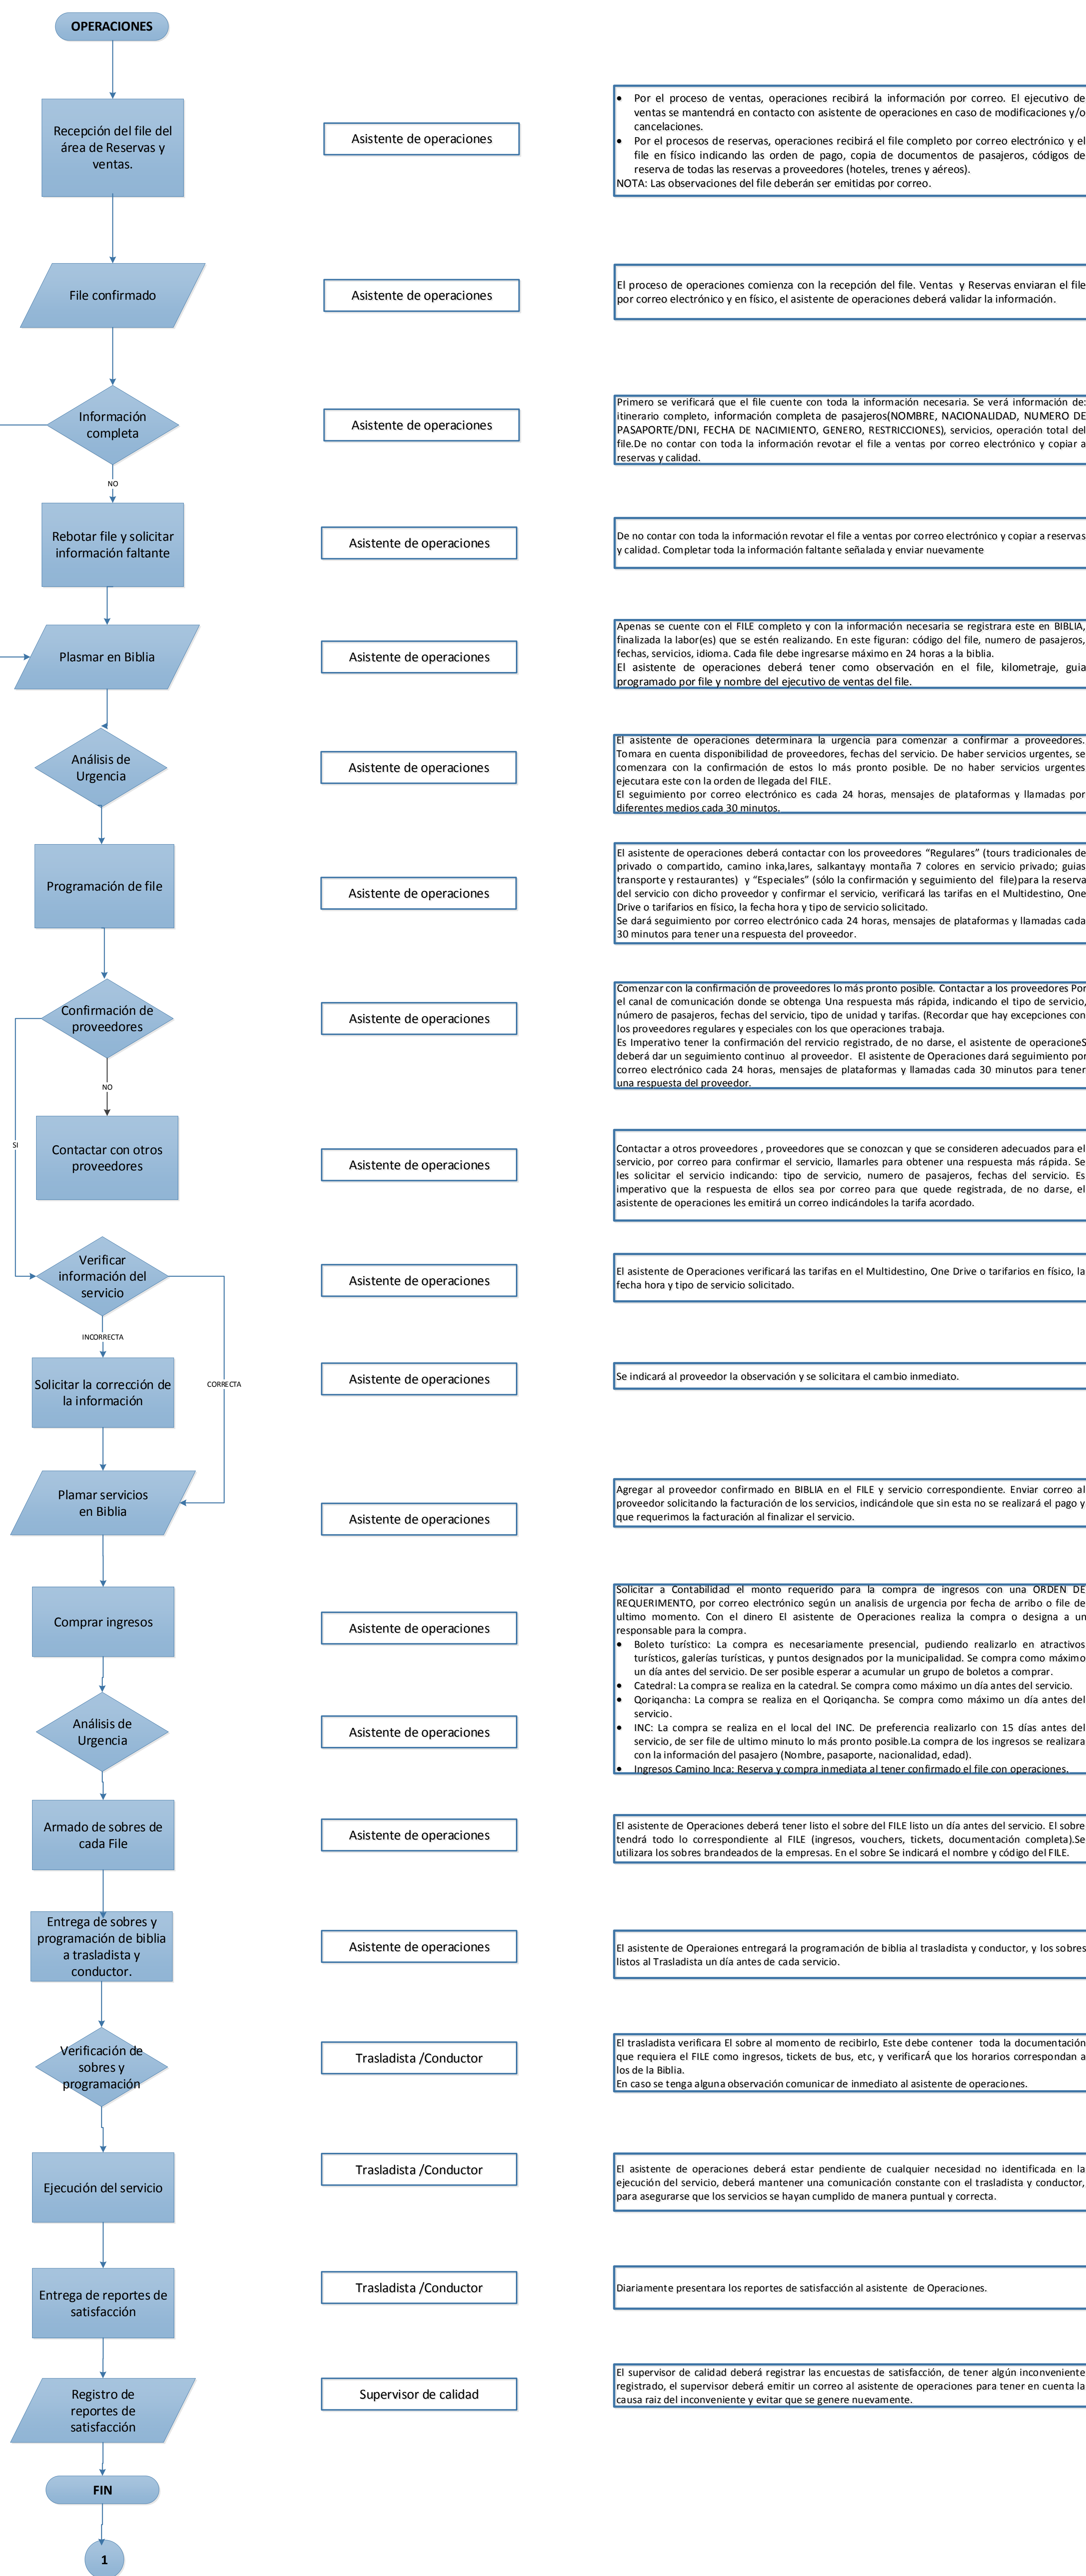 OPERACIONES
Recepción del file del
área de Reservas y
ventas.
Asistente de operaciones
• Por el proceso de ventas, operaciones recibirá la información por correo. El ejecutivo de
ventas se mantendrá en contacto con asistente de operaciones en caso de modificaciones y/o
cancelaciones.
• Por el procesos de reservas, operaciones recibirá el file completo por correo electrónico y el
file en físico indicando las orden de pago, copia de documentos de pasajeros, códigos de
reserva de todas las reservas a proveedores (hoteles, trenes y aéreos).
NOTA: Las observaciones del file deberán ser emitidas por correo.
File confirmado
Asistente de operaciones
El proceso de operaciones comienza con la recepción del file. Ventas y Reservas enviaran el file
por correo electrónico y en físico, el asistente de operaciones deberá validar la información.
Información
completa
Asistente de operaciones
Primero se verificará que el file cuente con toda la información necesaria. Se verá información de:
itinerario completo, información completa de pasajeros(NOMBRE, NACIONALIDAD, NUMERO DE
PASAPORTE/DNI, FECHA DE NACIMIENTO, GENERO, RESTRICCIONES), servicios, operación total del
file.De no contar con toda la información revotar el file a ventas por correo electrónico y copiar a
reservas y calidad.
NO
Rebotar file y solicitar
información faltante
Asistente de operaciones
De no contar con toda la información revotar el file a ventas por correo electrónico y copiar a reservas
y calidad. Completar toda la información faltante señalada y enviar nuevamente
Plasmar en Biblia
Asistente de operaciones
Apenas se cuente con el FILE completo y con la información necesaria se registrara este en BIBLIA,
finalizada la labor(es) que se estén realizando. En este figuran: código del file, numero de pasajeros,
fechas, servicios, idioma. Cada file debe ingresarse máximo en 24 horas a la biblia.
El asistente de operaciones deberá tener como observación en el file, kilometraje, guia
programado por file y nombre del ejecutivo de ventas del file.
Análisis de
Urgencia
Asistente de operaciones
El asistente de operaciones determinara la urgencia para comenzar a confirmar a proveedores.
Tomara en cuenta disponibilidad de proveedores, fechas del servicio. De haber servicios urgentes, se
comenzara con la confirmación de estos lo más pronto posible. De no haber servicios urgentes
ejecutara este con la orden de llegada del FILE.
El seguimiento por correo electrónico es cada 24 horas, mensajes de plataformas y llamadas por
diferentes medios cada 30 minutos.
Programación de file
Asistente de operaciones
El asistente de operaciones deberá contactar con los proveedores “Regulares” (tours tradicionales de
privado o compartido, camino inka,lares, salkantayy montaña 7 colores en servicio privado; guias
transporte y restaurantes) y “Especiales” (sólo la confirmación y seguimiento del file)para la reserva
del servicio con dicho proveedor y confirmar el servicio, verificará las tarifas en el Multidestino, One
Drive o tarifarios en físico, la fecha hora y tipo de servicio solicitado.
Se dará seguimiento por correo electrónico cada 24 horas, mensajes de plataformas y llamadas cada
30 minutos para tener una respuesta del proveedor.
Confirmación de
proveedores
Asistente de operaciones
Comenzar con la confirmación de proveedores lo más pronto posible. Contactar a los proveedores Por
el canal de comunicación donde se obtenga Una respuesta más rápida, indicando el tipo de servicio,
número de pasajeros, fechas del servicio, tipo de unidad y tarifas. (Recordar que hay excepciones con
los proveedores regulares y especiales con los que operaciones trabaja.
Es Imperativo tener la confirmación del rervicio registrado, de no darse, el asistente de operacioneS
deberá dar un seguimiento continuo al proveedor. El asistente de Operaciones dará seguimiento por
correo electrónico cada 24 horas, mensajes de plataformas y llamadas cada 30 minutos para tener
una respuesta del proveedor.
NO
SI
Contactar con otros
proveedores
Asistente de operaciones
Contactar a otros proveedores , proveedores que se conozcan y que se consideren adecuados para el
servicio, por correo para confirmar el servicio, llamarles para obtener una respuesta más rápida. Se
les solicitar el servicio indicando: tipo de servicio, numero de pasajeros, fechas del servicio. Es
imperativo que la respuesta de ellos sea por correo para que quede registrada, de no darse, el
asistente de operaciones les emitirá un correo indicándoles la tarifa acordado.
Verificar
información del
servicio
Asistente de operaciones
El asistente de Operaciones verificará las tarifas en el Multidestino, One Drive o tarifarios en físico, la
fecha hora y tipo de servicio solicitado.
INCORRECTA
CORRECTA
Solicitar la corrección de
la información
Asistente de operaciones
Se indicará al proveedor la observación y se solicitara el cambio inmediato.
Plamar servicios
en Biblia
Asistente de operaciones
Agregar al proveedor confirmado en BIBLIA en el FILE y servicio correspondiente. Enviar correo al
proveedor solicitando la facturación de los servicios, indicándole que sin esta no se realizará el pago y
que requerimos la facturación al finalizar el servicio.
Comprar ingresos
Asistente de operaciones
Solicitar a Contabilidad el monto requerido para la compra de ingresos con una ORDEN DE
REQUERIMENTO, por correo electrónico según un analisis de urgencia por fecha de arribo o file de
ultimo momento. Con el dinero El asistente de Operaciones realiza la compra o designa a un
responsable para la compra.
• Boleto turístico: La compra es necesariamente presencial, pudiendo realizarlo en atractivos
turísticos, galerías turísticas, y puntos designados por la municipalidad. Se compra como máximo
un día antes del servicio. De ser posible esperar a acumular un grupo de boletos a comprar.
• Catedral: La compra se realiza en la catedral. Se compra como máximo un día antes del servicio.
• Qoriqancha: La compra se realiza en el Qoriqancha. Se compra como máximo un día antes del
servicio.
• INC: La compra se realiza en el local del INC. De preferencia realizarlo con 15 días antes del
servicio, de ser file de ultimo minuto lo más pronto posible.La compra de los ingresos se realizara
con la información del pasajero (Nombre, pasaporte, nacionalidad, edad).
• Ingresos Camino Inca: Reserva y compra inmediata al tener confirmado el file con operaciones.
Análisis de
Urgencia
Asistente de operaciones
Armado de sobres de
cada File
Asistente de operaciones
El asistente de Operaciones deberá tener listo el sobre del FILE listo un día antes del servicio. El sobre
tendrá todo lo correspondiente al FILE (ingresos, vouchers, tickets, documentación completa).Se
utilizara los sobres brandeados de la empresas. En el sobre Se indicará el nombre y código del FILE.
Entrega de sobres y
programación de biblia
a trasladista y
conductor.
Asistente de operaciones
El asistente de Operaiones entregará la programación de biblia al trasladista y conductor, y los sobres
listos al Trasladista un día antes de cada servicio.
Verificación de
sobres y
programación
Trasladista /Conductor
El trasladista verificara El sobre al momento de recibirlo, Este debe contener toda la documentación
que requiera el FILE como ingresos, tickets de bus, etc, y verificarÁ que los horarios correspondan a
los de la Biblia.
En caso se tenga alguna observación comunicar de inmediato al asistente de operaciones.
Ejecución del servicio
Trasladista /Conductor
El asistente de operaciones deberá estar pendiente de cualquier necesidad no identificada en la
ejecución del servicio, deberá mantener una comunicación constante con el trasladista y conductor,
para asegurarse que los servicios se hayan cumplido de manera puntual y correcta.
Entrega de reportes de
satisfacción
Trasladista /Conductor
Diariamente presentara los reportes de satisfacción al asistente de Operaciones.
Registro de
reportes de
satisfacción
Supervisor de calidad
El supervisor de calidad deberá registrar las encuestas de satisfacción, de tener algún inconveniente
registrado, el supervisor deberá emitir un correo al asistente de operaciones para tener en cuenta la
causa raiz del inconveniente y evitar que se genere nuevamente.
FIN
1